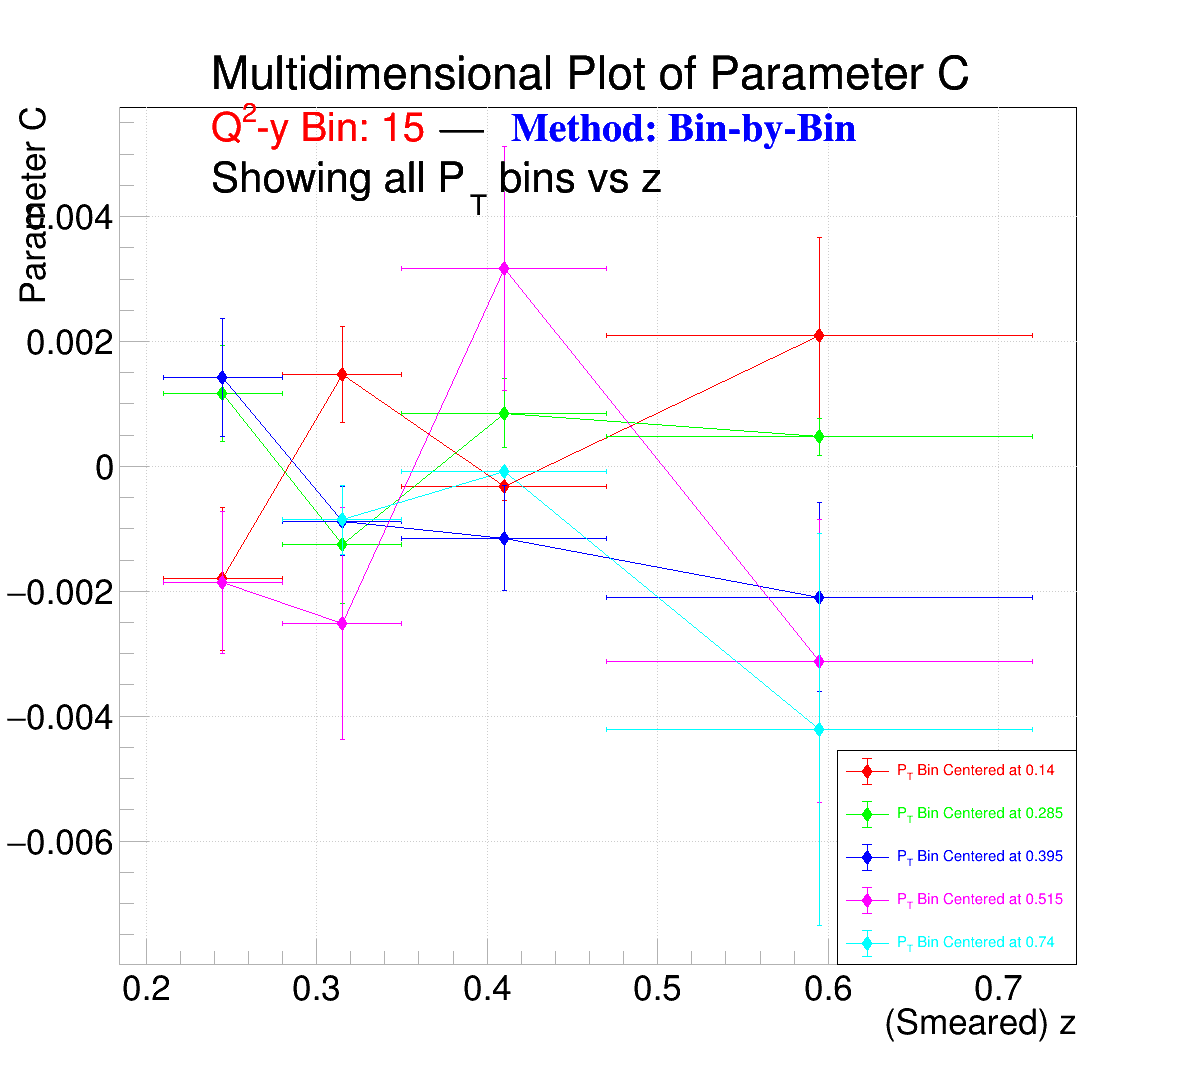 Multidimensional Plot of Parameter C
Q²-y Bin: 15 — Method: Bin-by-Bin
Showing all P_T bins vs z
Parameter C
0.004
0.002
0
−0.002
−0.004
−0.006
P_T Bin Centered at 0.14
P_T Bin Centered at 0.285
P_T Bin Centered at 0.395
P_T Bin Centered at 0.515
P_T Bin Centered at 0.74
0.2 0.3 0.4 0.5 0.6 0.7
(Smeared) z